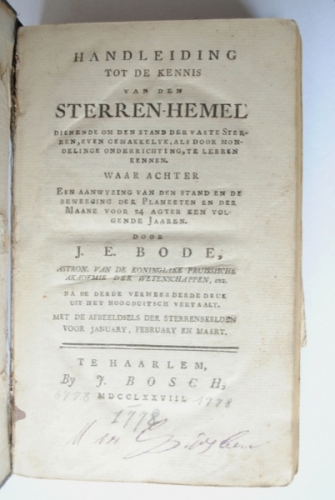 HANDLEIDING
TOT DE KENNIS
VAN DEN
STERREN-HEMEL
DIENENDE OM DEN STAND DER VASTE STER-
REN, EVEN GEMAKKELYK, ALS DOOR MON-
DELINGE ONDERRICHTING, TE LEEREN
KENNEN.
WAAR ACHTER
EEN AANWYZING VAN DEN STAND EN DE
BEWEEGING DER PLANEETEN EN DER
MAANE VOOR 24 AGTER EEN VOL-
GENDE JAAREN.
DOOR
J. E. BODE,
ASTRON. VAN DE KONINGLYKE PRUISSISCHE
AKADEMIE DER WETENSCHAPPEN, enz.
NA DE DERDE VERMEERDERDE DRUK
UIT HET HOOGDUITSCH VERTAALT.
MET DE AFBEELDSELS DER STERRENBEELDEN
VOOR JANUARY, FEBRUARY EN MAART.
TE HAARLEM,
By J. BOSCH,
MDCCLXXVIII.
1778 1778
1778